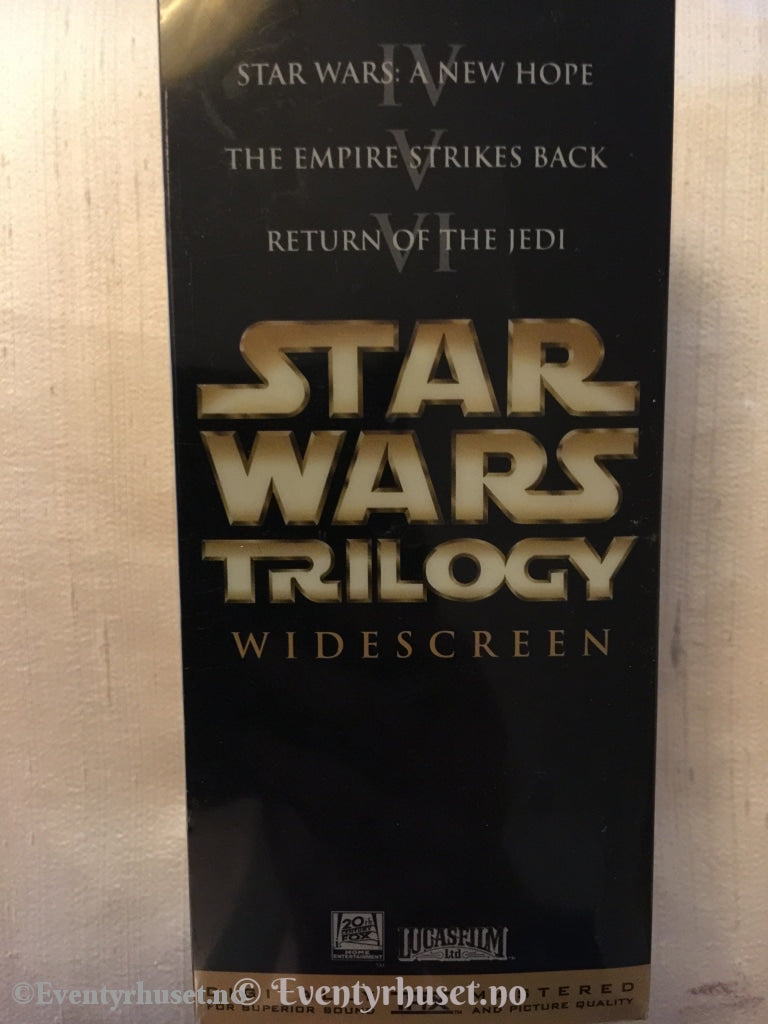 IV
STAR WARS: A NEW HOPE
V
THE EMPIRE STRIKES BACK
VI
RETURN OF THE JEDI
STAR
WARS
TRILOGY
WIDESCREEN
20th
CENTURY
FOX
HOME
ENTERTAINMENT
LUCASFILM
Ltd
THX
FOR SUPERIOR SOUND AND PICTURE QUALITY
©Eventyrhuset.no © Eventyrhuset.no